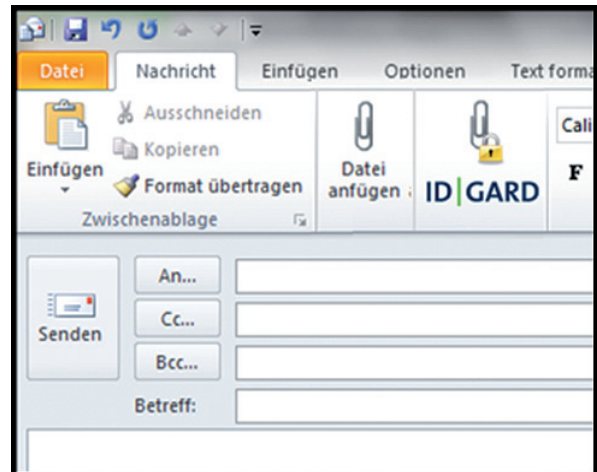 Datei Nachricht Einfügen Optionen Text forma
Ausschneiden
Kopieren
Format übertragen
Einfügen
Zwischenablage
Datei
anfügen
ID|GARD
Cali
F
Senden
An...
Cc...
Bcc...
Betreff: